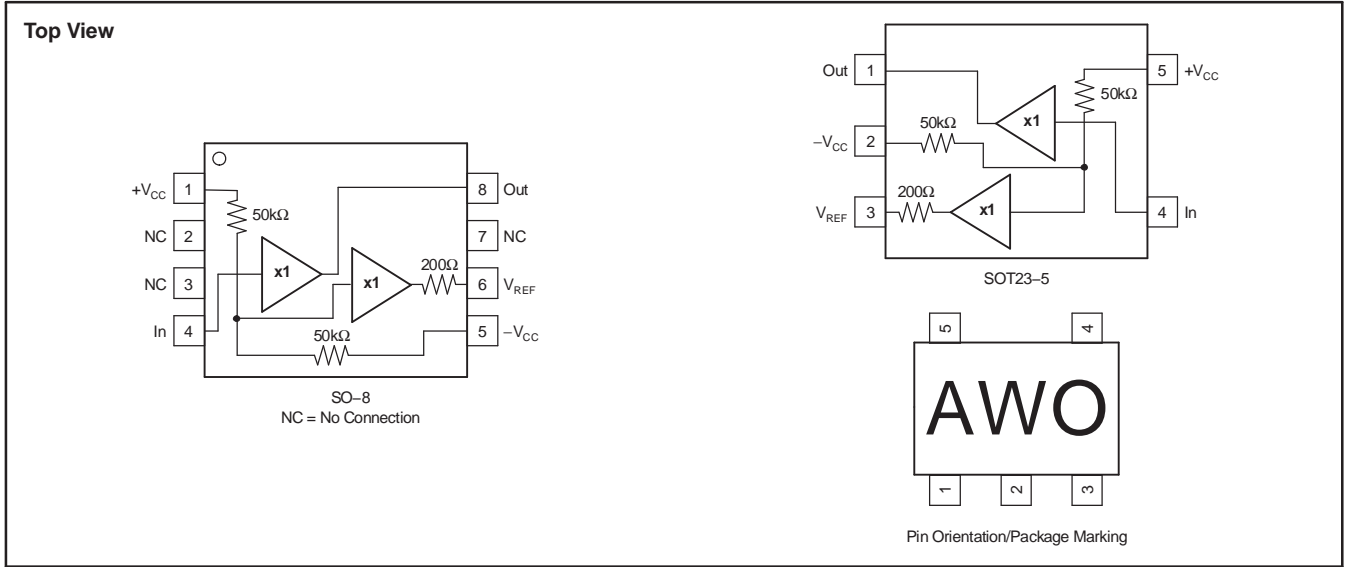 Top View
+VCC 1
NC 2
NC 3
In 4
8 Out
7 NC
6 VREF
5 −VCC
50kΩ
x1
x1
200Ω
50kΩ
SO−8
NC = No Connection
Out 1
−VCC 2
VREF 3
5 +VCC
4 In
50kΩ
x1
50kΩ
200Ω
x1
SOT23−5
5
4
AWO
1
2
3
Pin Orientation/Package Marking